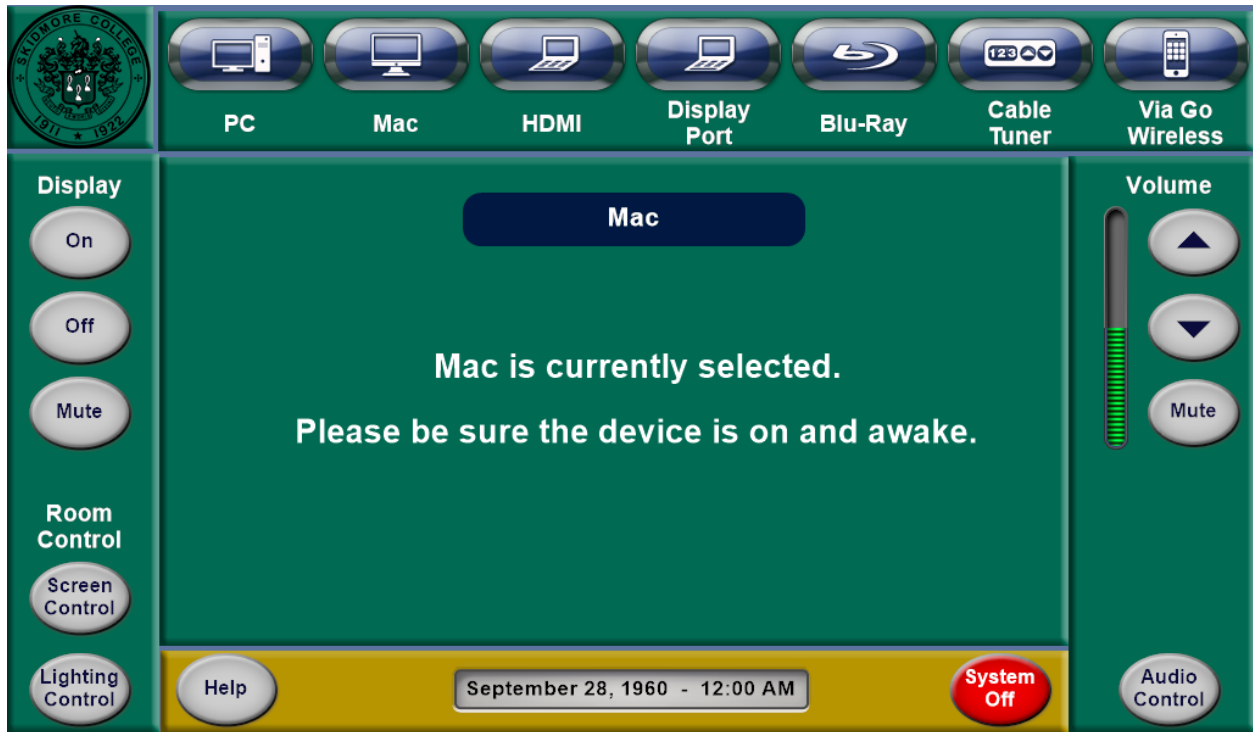 SKIDMORE COLLEGE
1911 1922
PC
Mac
HDMI
Display
Port
Blu-Ray
123
Cable
Tuner
Via Go
Wireless
Display
On
Off
Mute
Room
Control
Screen
Control
Lighting
Control
Mac
Mac is currently selected.
Please be sure the device is on and awake.
Volume
Mute
Audio
Control
Help
September 28, 1960 - 12:00 AM
System
Off